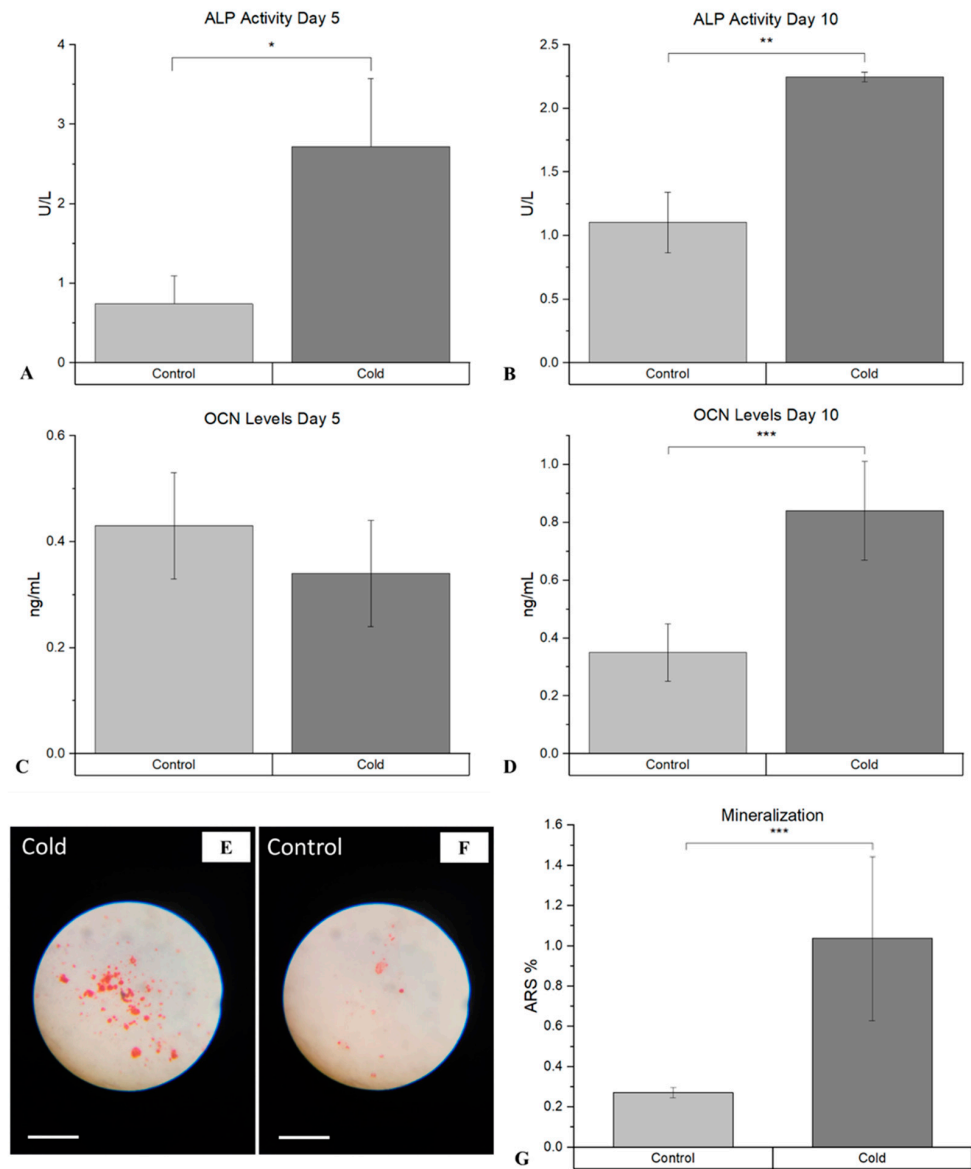 ALP Activity Day 5
*
4
3
2
1
0
U/L
Control Cold
A
ALP Activity Day 10
**
2.5
2.0
1.5
1.0
0.5
0.0
U/L
Control Cold
B
OCN Levels Day 5
0.6
0.4
0.2
0.0
ng/mL
Control Cold
C
OCN Levels Day 10
***
1.0
0.8
0.6
0.4
0.2
0.0
ng/mL
Control Cold
D
Cold E
Control F
Mineralization
***
1.6
1.4
1.2
1.0
0.8
0.6
0.4
0.2
0.0
ARS %
Control Cold
G